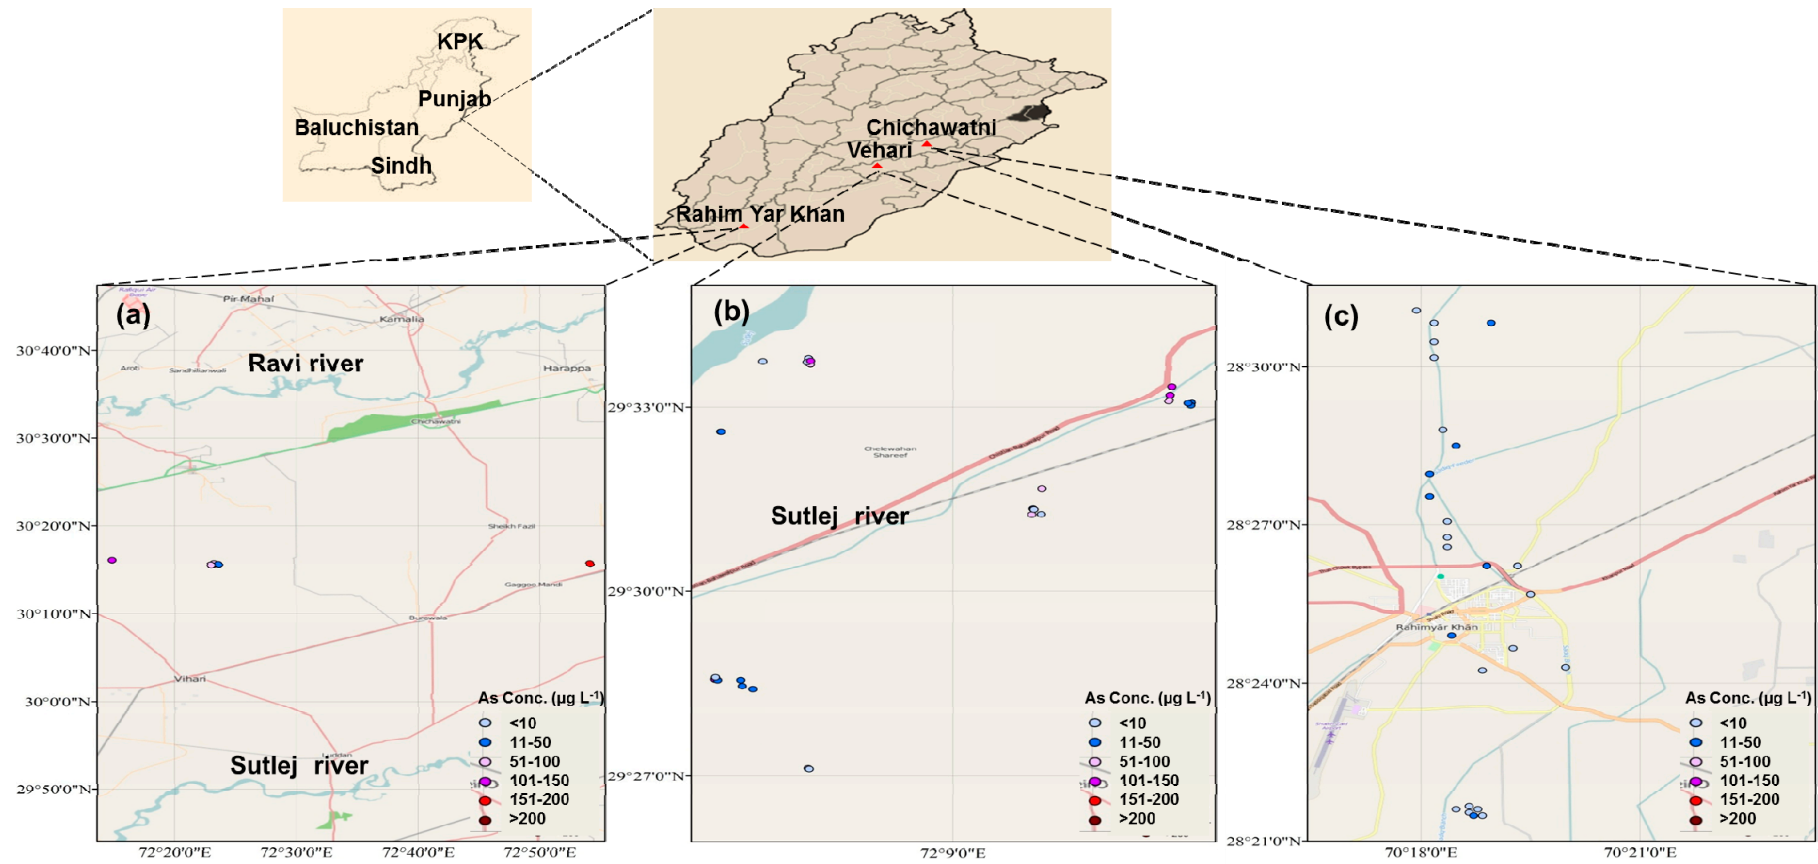 KPK
Punjab
Baluchistan
Sindh
Chichawatni
Vehari
Rahim Yar Khan
(a)
Pir Mahal
Kamalia
Ravi river
Harappa
Chichawatni
Sheikh Fazil
Gaggoo Mandi
Burewala
Vihari
Luddan
Sutlej river
30°40'0"N
30°30'0"N
30°20'0"N
30°10'0"N
30°0'0"N
29°50'0"N
72°20'0"E
72°30'0"E
72°40'0"E
72°50'0"E
As Conc. (µg L⁻¹)
<10
11-50
51-100
101-150
151-200
>200
(b)
Shareef
Sutlej river
29°33'0"N
29°30'0"N
29°27'0"N
72°9'0"E
As Conc. (µg L⁻¹)
<10
11-50
51-100
101-150
151-200
>200
(c)
Rahimyar Khan
28°30'0"N
28°27'0"N
28°24'0"N
28°21'0"N
70°18'0"E
70°21'0"E
As Conc. (µg L⁻¹)
<10
11-50
51-100
101-150
151-200
>200